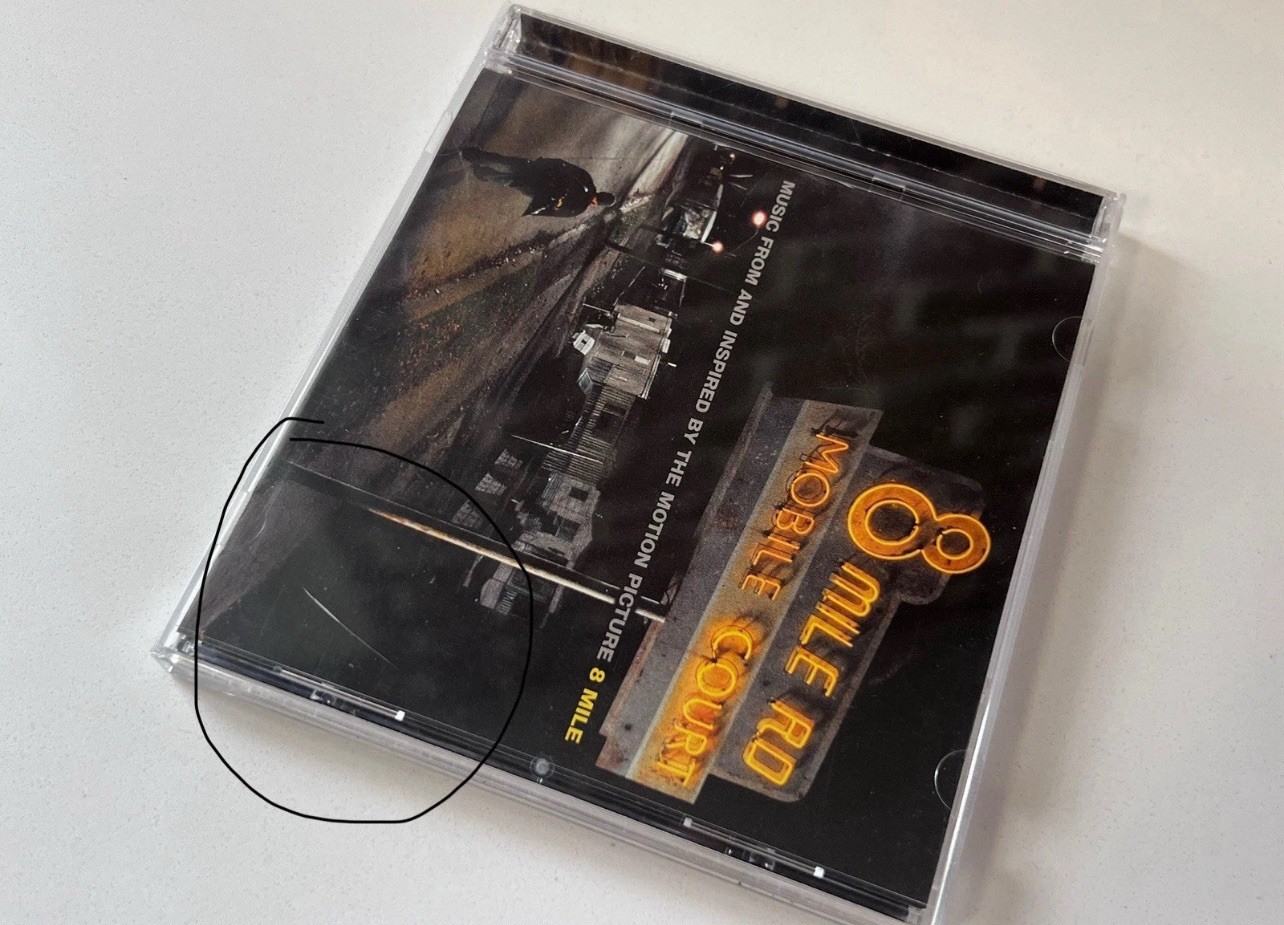 8
MILE RD
MOBILE COURT
MUSIC FROM AND INSPIRED BY THE MOTION PICTURE 8 MILE